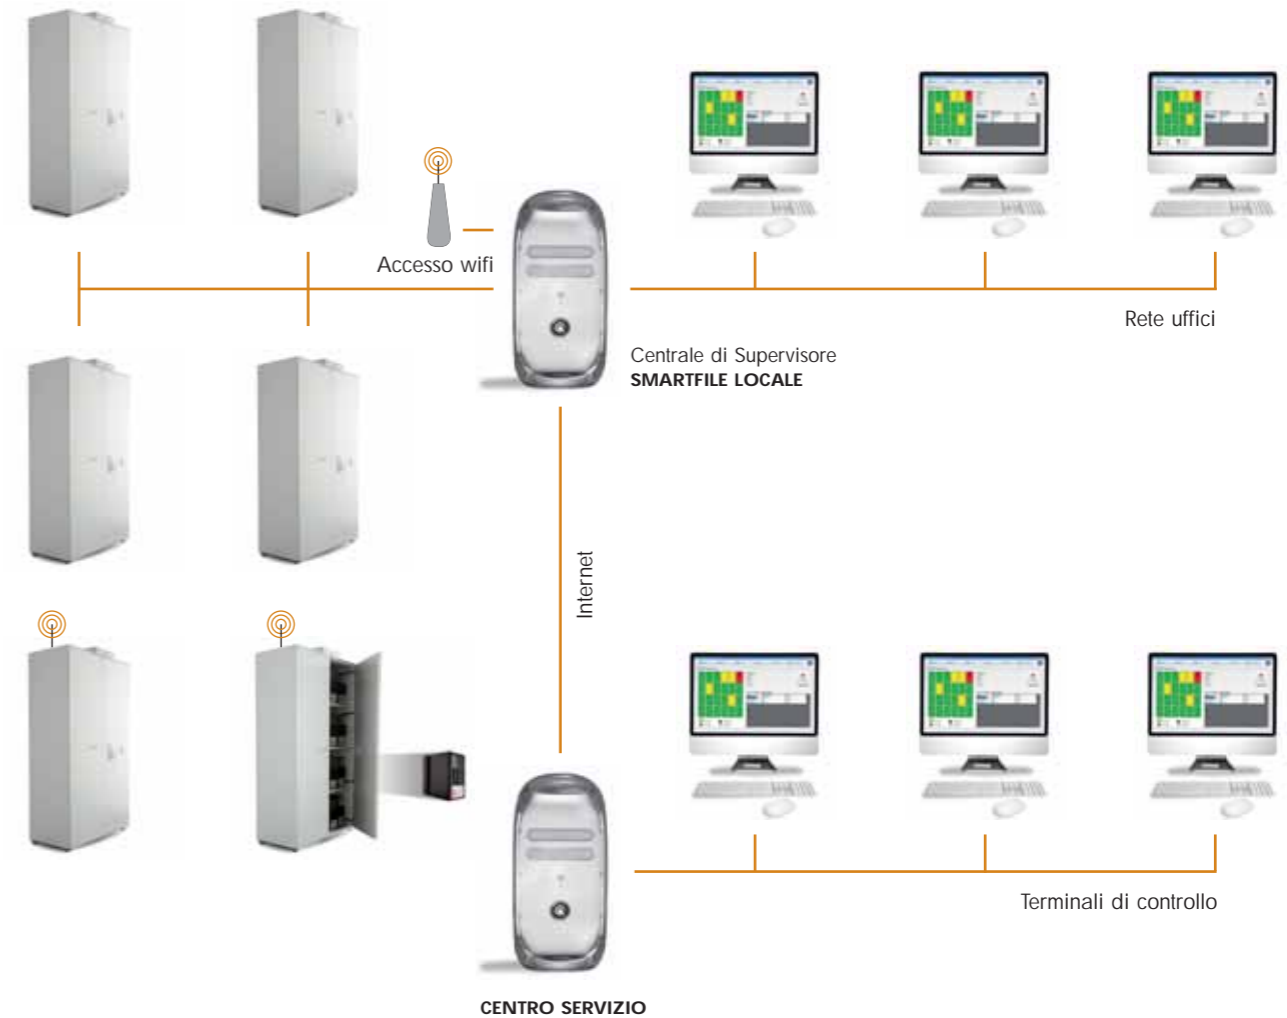 Accesso wifi
Rete uffici
Centrale di Supervisore
SMARTFILE LOCALE
Internet
Terminali di controllo
CENTRO SERVIZIO